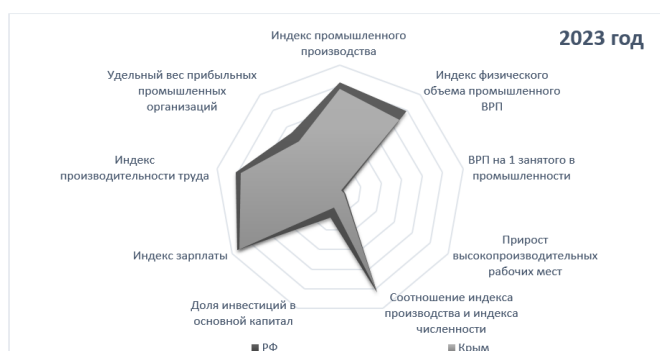 2023 год
Индекс промышленного
производства
Индекс физического
объема промышленного
ВРП
ВРП на 1 занятого в
промышленности
Прирост
высокопроизводительных
рабочих мест
Соотношение индекса
производства и индекса
численности
Доля инвестиций в
основной капитал
Индекс зарплаты
Индекс
производительности труда
Удельный вес прибыльных
промышленных
организаций
РФ
Крым